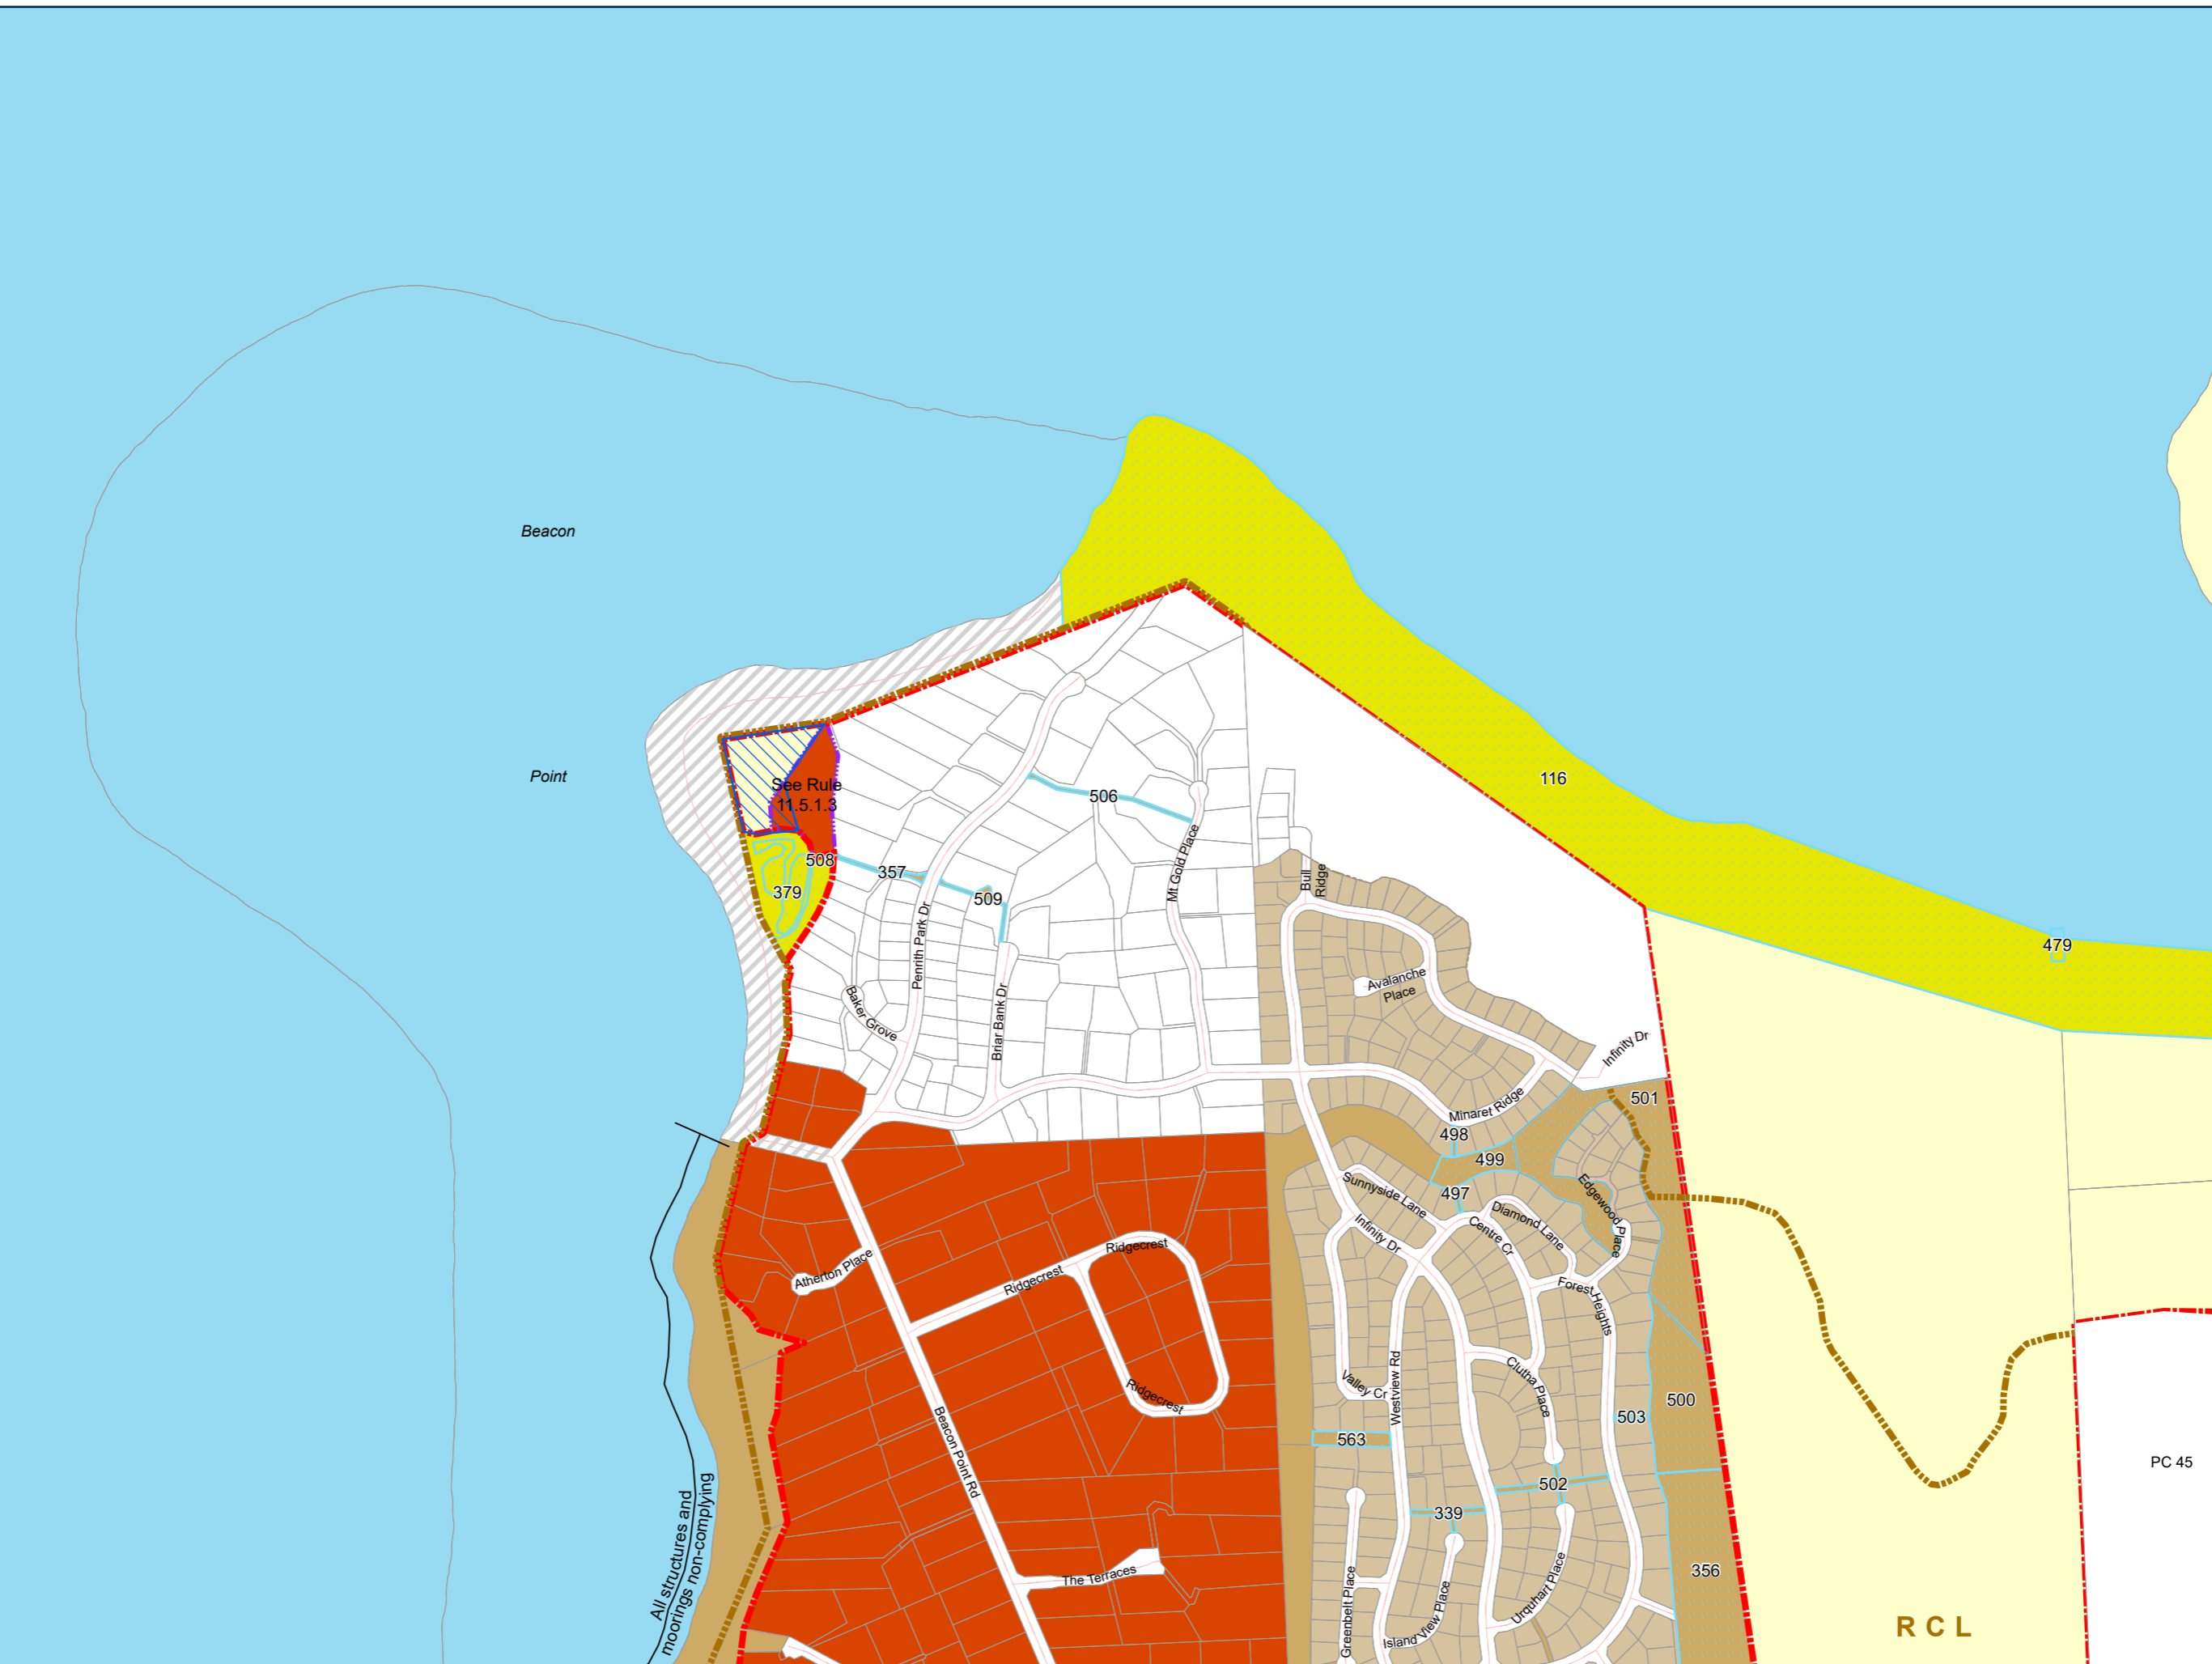 Beacon
Point
See Rule
11.5.1.3
506
116
508
357
379
509
Mt Gold Place
Penrith Park Dr
Bull
Ridge
479
Avalanche
Place
Baker Grove
Briar Bank Dr
Infinity Dr
501
Minaret Ridge
498
499
497
Sunnyside Lane
Edgewood Place
Diamond Lane
Infinity Dr
Centre Cr
Atherton Place
Ridgecrest
Ridgecrest
Forest Heights
Ridgecrest
Valley Cr
Westview Rd
Clutha Place
500
503
Beacon Point Rd
563
PC 45
502
339
All structures and
moorings non-complying
The Terraces
356
Greenbelt Place
Island View Place
Urquhart Place
RCL